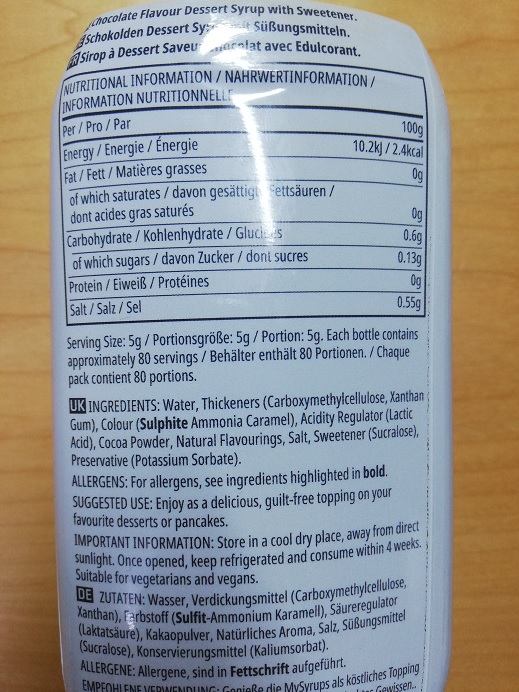 Chocolate Flavour Dessert Syrup with Sweetener.
Schokolden Dessert mit Süßungsmitteln.
FR Sirop à Dessert Saveur Chocolat avec Edulcorant.
NUTRITIONAL INFORMATION / NÄHRWERTINFORMATION /
INFORMATION NUTRITIONNELLE
Per / Pro / Par 100g
Energy / Energie / Énergie 10.2kJ / 2.4kcal
Fat / Fett / Matières grasses 0g
of which saturates / davon gesättigte Fettsäuren /
dont acides gras saturés 0g
Carbohydrate / Kohlenhydrate / Glucides 0.6g
of which sugars / davon Zucker / dont sucres 0.13g
Protein / Eiweiß / Protéines 0g
Salt / Salz / Sel 0.55g
Serving Size: 5g / Portionsgröße: 5g / Portion: 5g. Each bottle contains
approximately 80 servings / Behälter enthält 80 Portionen. / Chaque
pack contient 80 portions.
UK INGREDIENTS: Water, Thickeners (Carboxymethylcellulose, Xanthan
Gum), Colour (Sulphite Ammonia Caramel), Acidity Regulator (Lactic
Acid), Cocoa Powder, Natural Flavourings, Salt, Sweetener (Sucralose),
Preservative (Potassium Sorbate).
ALLERGENS: For allergens, see ingredients highlighted in bold.
SUGGESTED USE: Enjoy as a delicious, guilt-free topping on your
favourite desserts or pancakes.
IMPORTANT INFORMATION: Store in a cool dry place, away from direct
sunlight. Once opened, keep refrigerated and consume within 4 weeks.
Suitable for vegetarians and vegans.
DE ZUTATEN: Wasser, Verdickungsmittel (Carboxymethylcellulose,
Xanthan), Farbstoff (Sulfit-Ammonium Karamell), Säureregulator
(Laktatsäure), Kakaopulver, Natürliches Aroma, Salz, Süßungsmittel
(Sucralose), Konservierungsmittel (Kaliumsorbat).
ALLERGENE: Allergene, sind in Fettschrift aufgeführt.
EMPFOHLENE VERWENDUNG: Genieße die MySyrups als köstliches Topping
Gewissen..